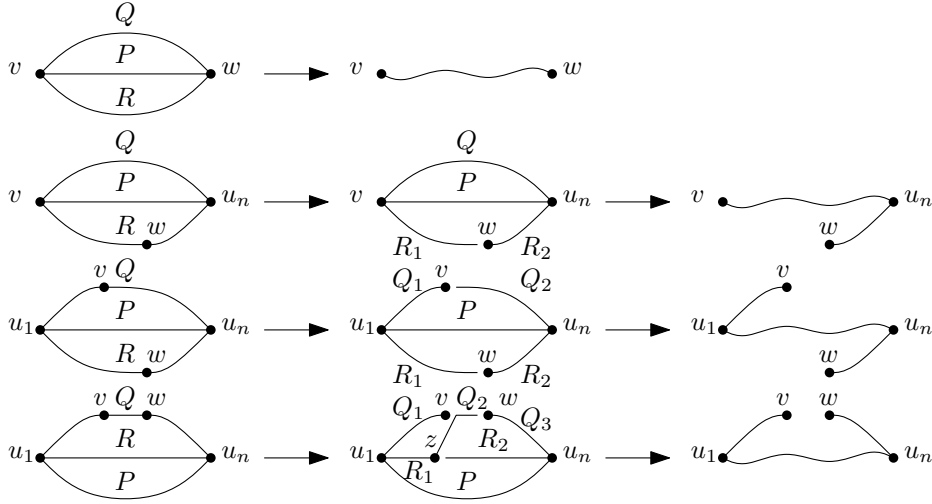 Q
v P w v w
R
Q Q
v P u_n v P u_n v u_n
R w R_1 w R_2 w
v Q Q_1 v Q_2 v
u_1 P u_n u_1 P u_n u_1 u_n
R w R_1 w R_2 w
v Q w Q_1 v Q_2 w Q_3 v w
u_1 R u_n u_1 z R_2 u_n u_1 u_n
P R_1 P